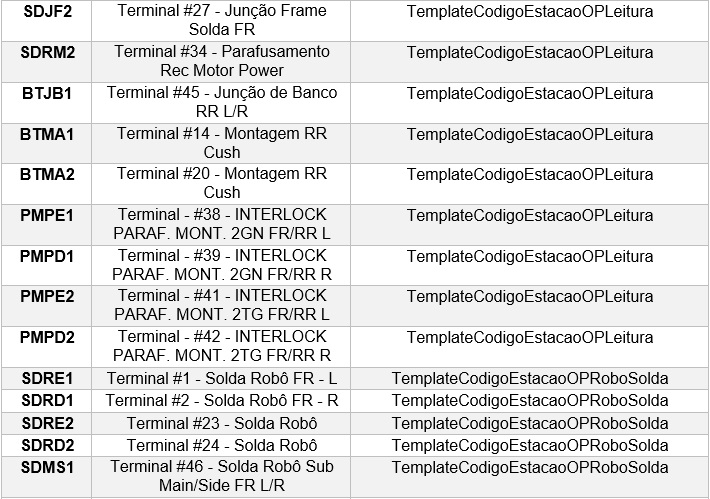 SDJF2 Terminal #27 - Junção Frame Solda FR TemplateCodigoEstacaoOPLeitura
SDRM2 Terminal #34 - Parafusamento Rec Motor Power TemplateCodigoEstacaoOPLeitura
BTJB1 Terminal #45 - Junção de Banco RR L/R TemplateCodigoEstacaoOPLeitura
BTMA1 Terminal #14 - Montagem RR Cush TemplateCodigoEstacaoOPLeitura
BTMA2 Terminal #20 - Montagem RR Cush TemplateCodigoEstacaoOPLeitura
PMPE1 Terminal - #38 - INTERLOCK PARAF. MONT. 2GN FR/RR L TemplateCodigoEstacaoOPLeitura
PMPD1 Terminal - #39 - INTERLOCK PARAF. MONT. 2GN FR/RR R TemplateCodigoEstacaoOPLeitura
PMPE2 Terminal - #41 - INTERLOCK PARAF. MONT. 2TG FR/RR L TemplateCodigoEstacaoOPLeitura
PMPD2 Terminal - #42 - INTERLOCK PARAF. MONT. 2TG FR/RR R TemplateCodigoEstacaoOPLeitura
SDRE1 Terminal #1 - Solda Robô FR - L TemplateCodigoEstacaoOPRoboSolda
SDRD1 Terminal #2 - Solda Robô FR - R TemplateCodigoEstacaoOPRoboSolda
SDRE2 Terminal #23 - Solda Robô TemplateCodigoEstacaoOPRoboSolda
SDRD2 Terminal #24 - Solda Robô TemplateCodigoEstacaoOPRoboSolda
SDMS1 Terminal #46 - Solda Robô Sub Main/Side FR L/R TemplateCodigoEstacaoOPRoboSolda